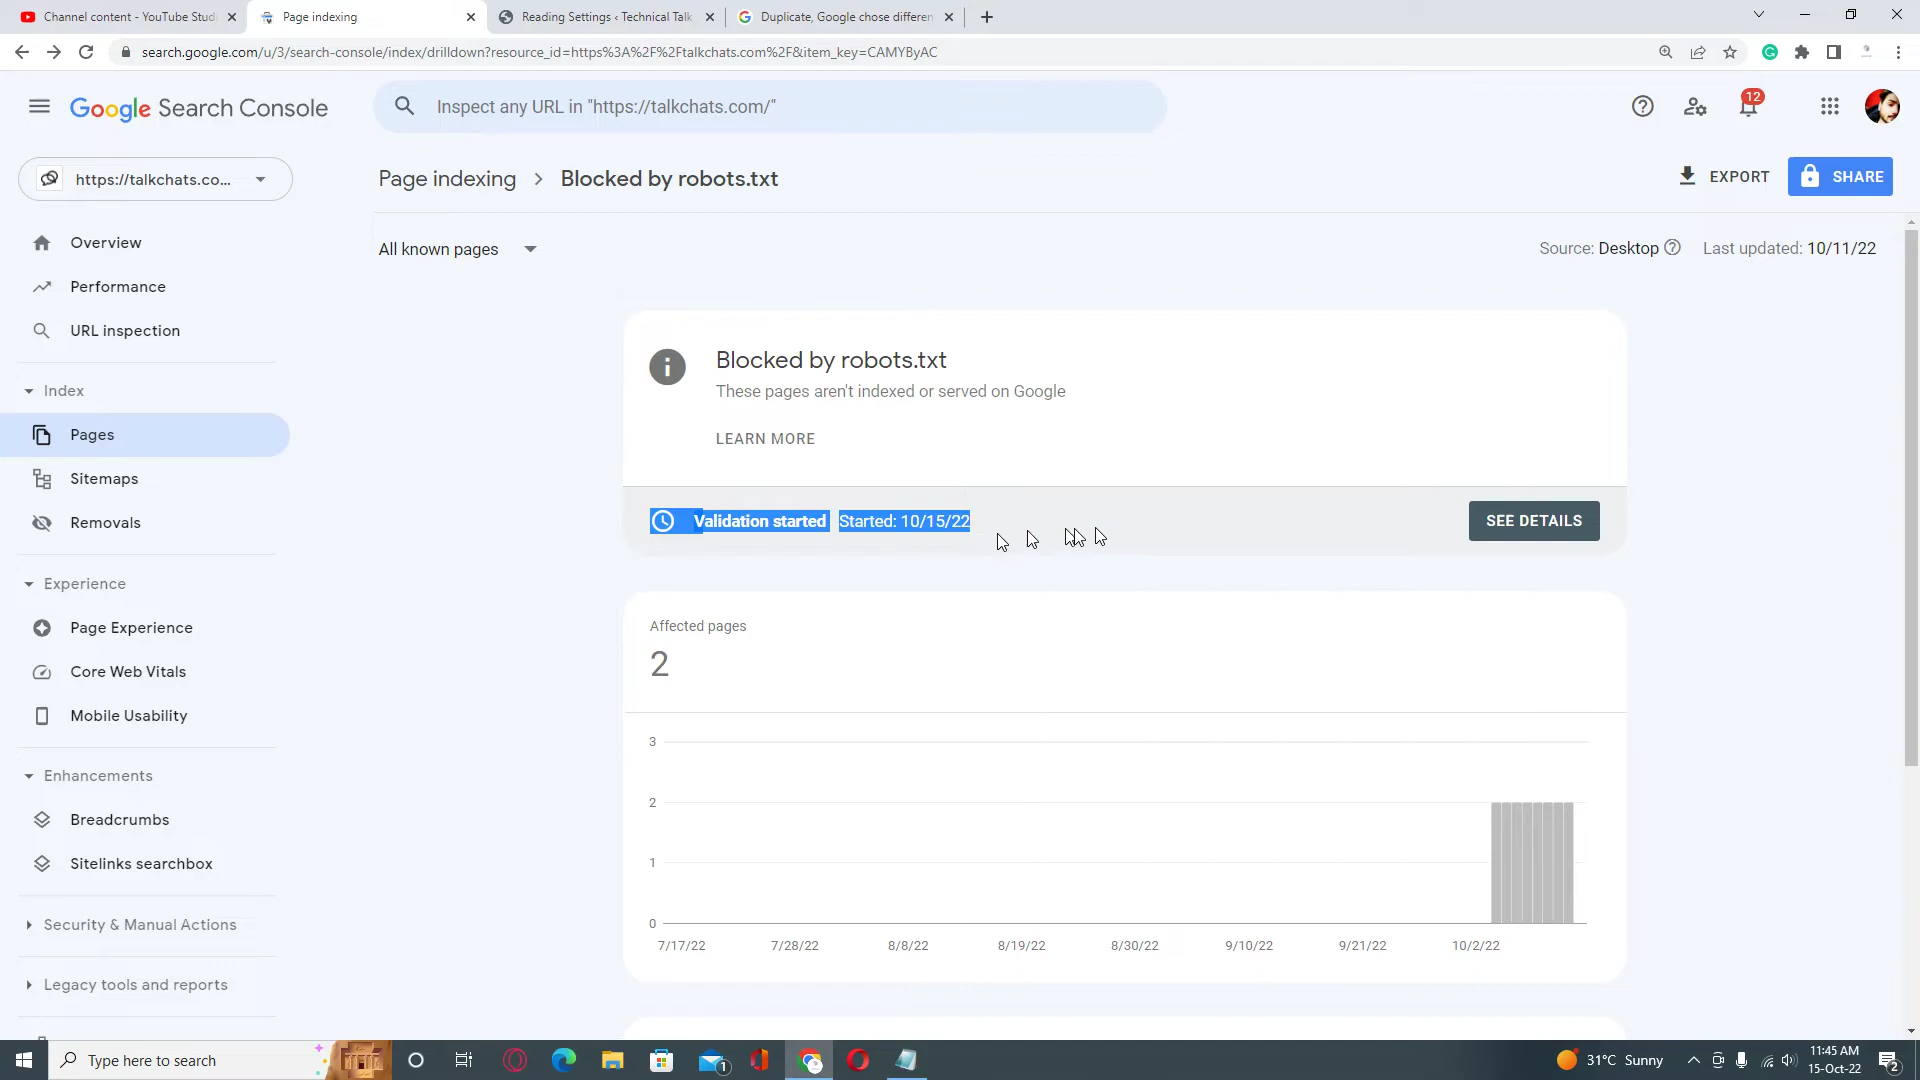 Channel content - YouTube Studi
Page indexing
Reading Settings ‹ Technical Talk
Duplicate, Google chose differen
search.google.com/u/3/search-console/index/drilldown?resource_id=https%3A%2F%2Ftalkchats.com%2F&item_key=CAMYByAC
Google Search Console
Inspect any URL in "https://talkchats.com/"
12
https://talkchats.co...
Page indexing > Blocked by robots.txt
EXPORT
SHARE
All known pages
Source: Desktop
Last updated: 10/11/22
Overview
Performance
URL inspection
Index
Pages
Sitemaps
Removals
Experience
Page Experience
Core Web Vitals
Mobile Usability
Enhancements
Breadcrumbs
Sitelinks searchbox
Security & Manual Actions
Legacy tools and reports
Blocked by robots.txt
These pages aren't indexed or served on Google
LEARN MORE
Validation started Started: 10/15/22
SEE DETAILS
Affected pages
2
3
2
1
0
7/17/22 7/28/22 8/8/22 8/19/22 8/30/22 9/10/22 9/21/22 10/2/22
Type here to search
1
31°C Sunny
11:45 AM
15-Oct-22
2